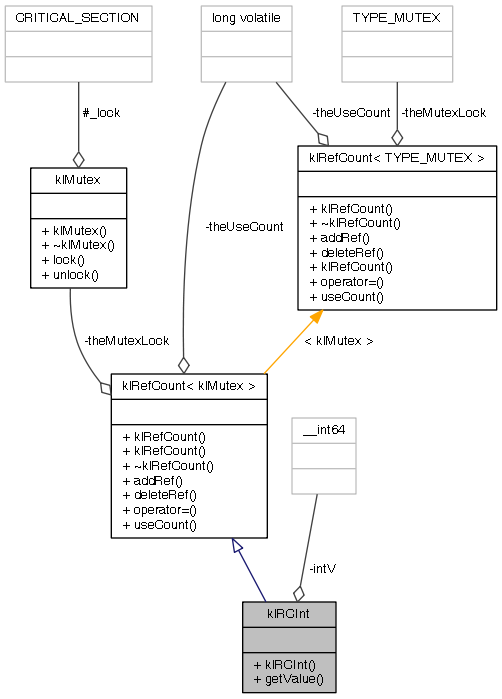 CRITICAL_SECTION
long volatile
TYPE_MUTEX
#_lock
-theUseCount
-theMutexLock
klMutex
+ klMutex()
+ ~klMutex()
+ lock()
+ unlock()
klRefCount< TYPE_MUTEX >
+ klRefCount()
+ ~klRefCount()
+ addRef()
+ deleteRef()
+ klRefCount()
+ operator=()
+ useCount()
-theUseCount
-theMutexLock
< klMutex >
klRefCount< klMutex >
+ klRefCount()
+ klRefCount()
+ ~klRefCount()
+ addRef()
+ deleteRef()
+ operator=()
+ useCount()
__int64
-intV
klRCInt
+ klRCInt()
+ getValue()